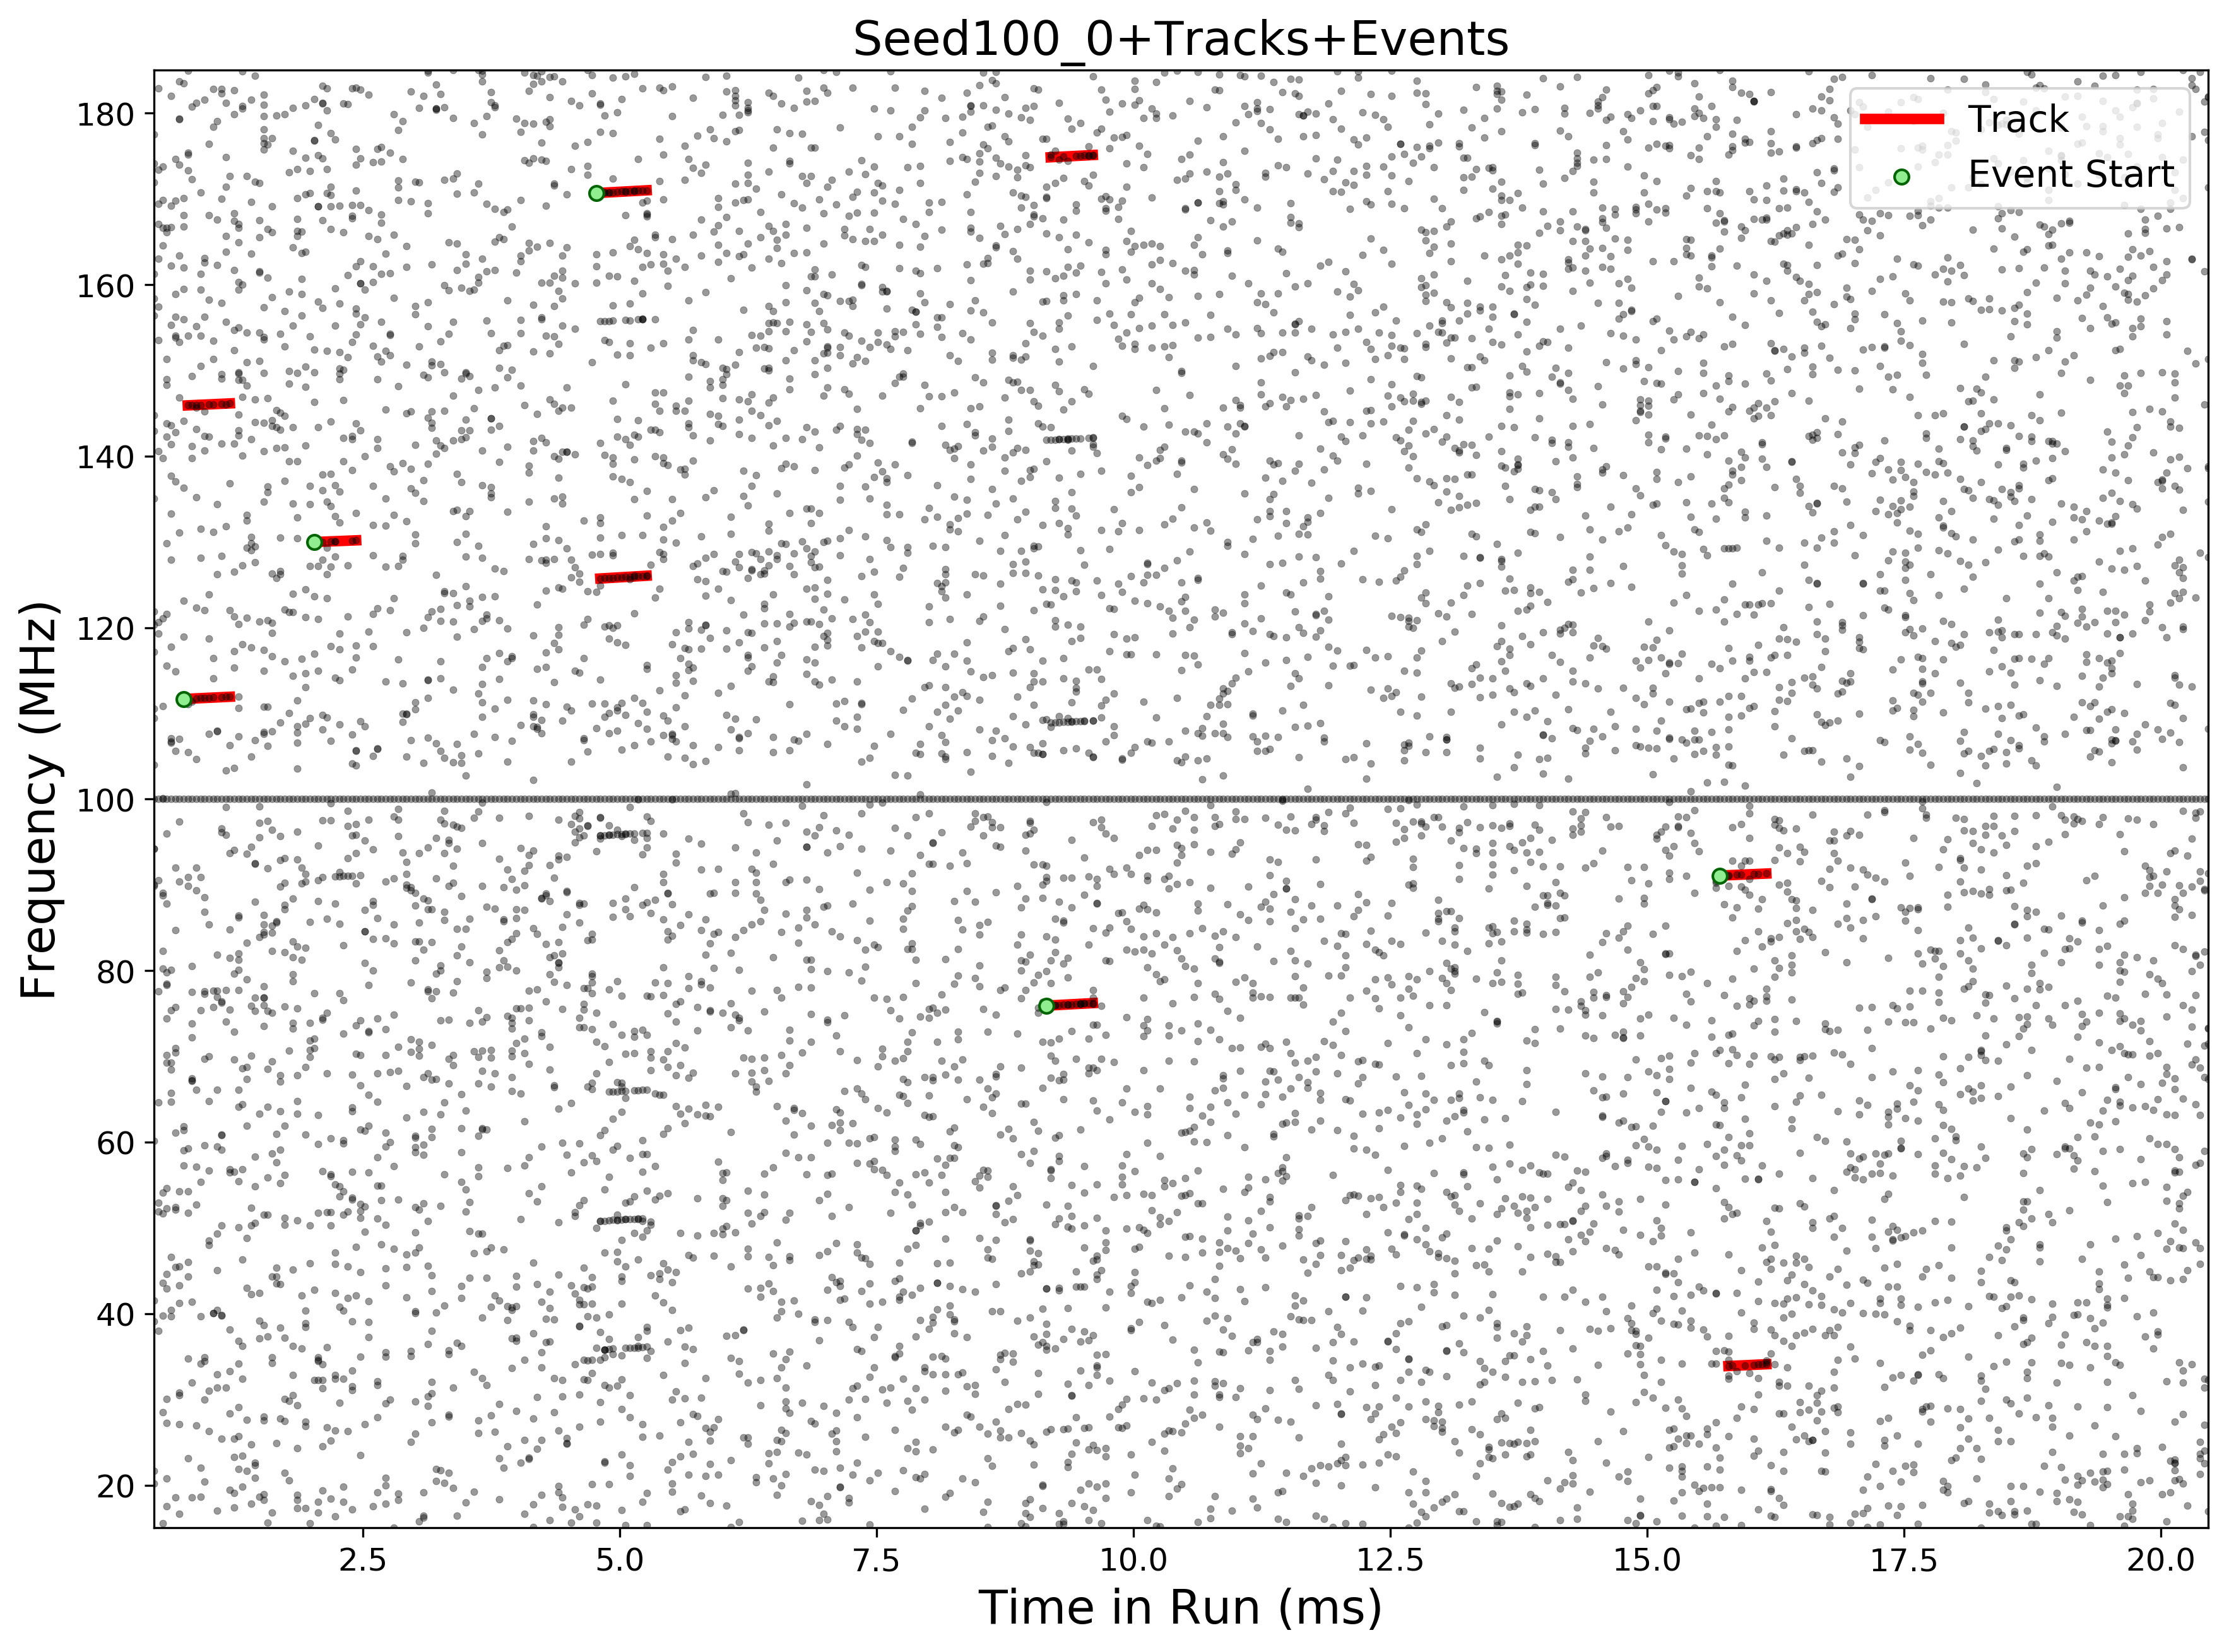 Seed100_0+Tracks+Events
Track
Event Start
Frequency (MHz)
180
160
140
120
100
80
60
40
20
2.5 5.0 7.5 10.0 12.5 15.0 17.5 20.0
Time in Run (ms)